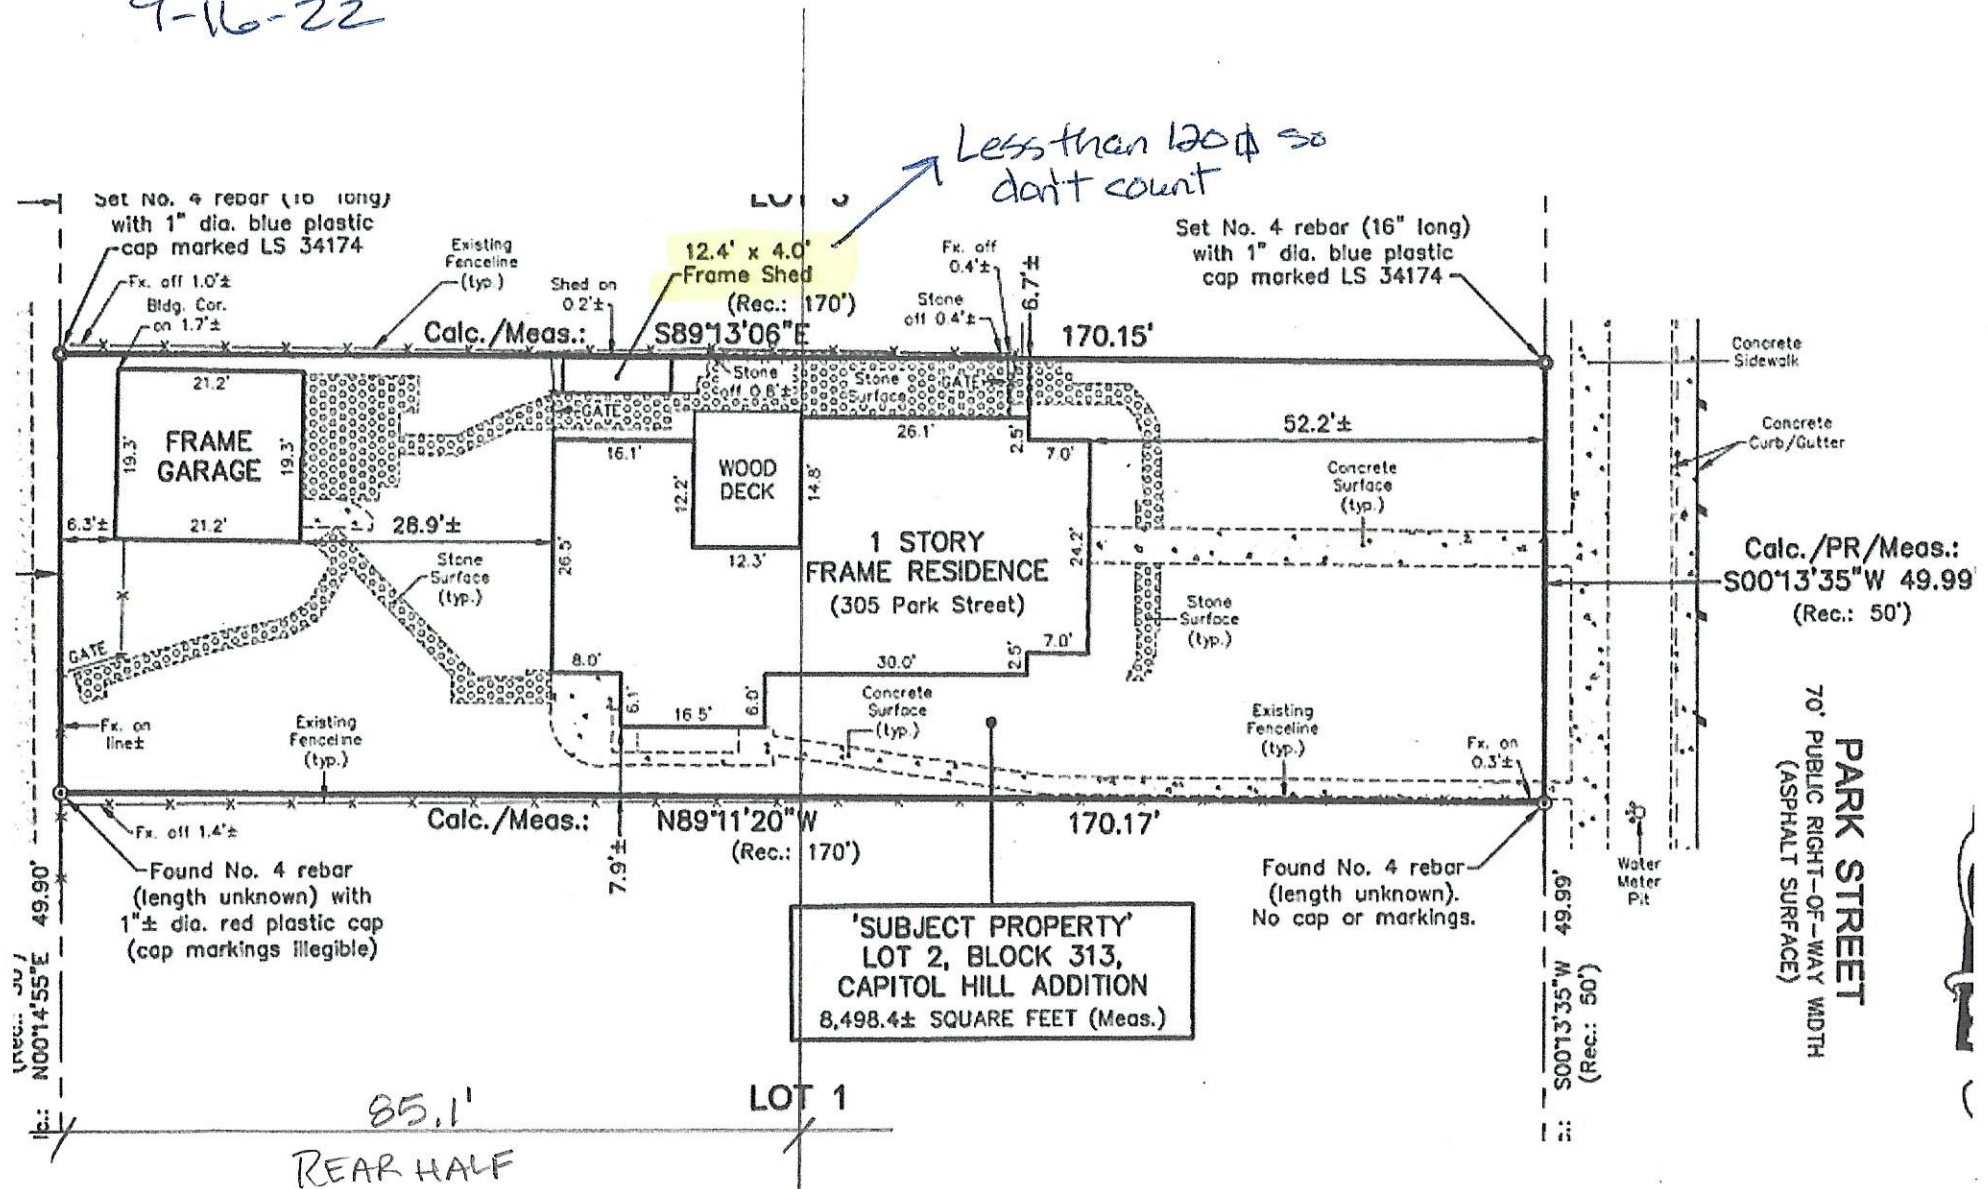 9-16-22
Less than 120⏍ so
don't count
LOT 3
Set No. 4 rebar (16" long)
with 1" dia. blue plastic
cap marked LS 34174
Fx. off 1.0'±
Bldg. Cor.
on 1.7'±
Existing
Fenceline
(typ.)
Shed on
0.2'±
12.4' x 4.0'
Frame Shed
(Rec.: 170')
Calc./Meas.: S89°13'06"E 170.15'
Fx. off
0.4'±
Stone
off 0.4'±
6.7'±
Set No. 4 rebar (16" long)
with 1" dia. blue plastic
cap marked LS 34174
Concrete
Sidewalk
Concrete
Curb/Gutter
21.2'
19.3'
FRAME
GARAGE
19.3'
21.2'
6.3'±
28.9'±
GATE
Stone
off 0.8'±
Stone
Surface
GATE
16.1'
12.2'
WOOD
DECK
14.8'
12.3'
26.1'
2.5'
7.0'
52.2'±
Concrete
Surface
(typ.)
26.5'
1 STORY
FRAME RESIDENCE
(305 Park Street)
24.2'
Stone
Surface
(typ.)
Stone
Surface
(typ.)
Calc./PR/Meas.:
S00°13'35"W 49.99'
(Rec.: 50')
GATE
8.0'
6.1'
16.5'
6.0'
30.0'
2.5'
7.0'
Concrete
Surface
(typ.)
Fx. on
line±
Existing
Fenceline
(typ.)
Existing
Fenceline
(typ.)
Fx. on
0.3'±
Fx. off 1.4'±
Calc./Meas.: N89°11'20"W 170.17'
(Rec.: 170')
7.9'±
Found No. 4 rebar
(length unknown) with
1"± dia. red plastic cap
(cap markings illegible)
Found No. 4 rebar
(length unknown).
No cap or markings.
Water
Meter
Pit
PARK STREET
70' PUBLIC RIGHT-OF-WAY WIDTH
(ASPHALT SURFACE)
'SUBJECT PROPERTY'
LOT 2, BLOCK 313,
CAPITOL HILL ADDITION
8,498.4± SQUARE FEET (Meas.)
N00°14'55"E 49.90'
(Rec.: 50')
S00°13'35"W 49.99'
(Rec.: 50')
LOT 1
85.1'
REAR HALF